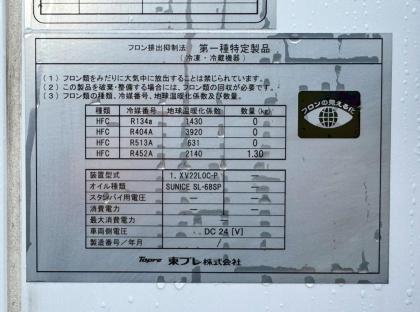 フロン排出抑制法 第一種特定製品
(冷凍・冷蔵機器)
(1)フロン類をみだりに大気中に放出することは禁じられています。
(2)この製品を破棄・整備する場合には、フロン類の回収が必要です。
(3)フロン類の種類、冷媒番号、地球温暖化係数及び数量。
フロンの見える化
冷媒番号 地球温暖化係数 数量(kg)
HFC R134a 1430 0
HFC R404A 3920 0
HFC R513A 631 0
HFC R452A 2140 1.30
装置型式 1. XV22LOC-P —
オイル種類 SUNICE SL-68SP —
スタンバイ用電圧 — —
消費電力 — —
最大消費電力 — —
車両側電圧 DC 24 [V] —
製造番号／年月 /
Topre 東プレ株式会社